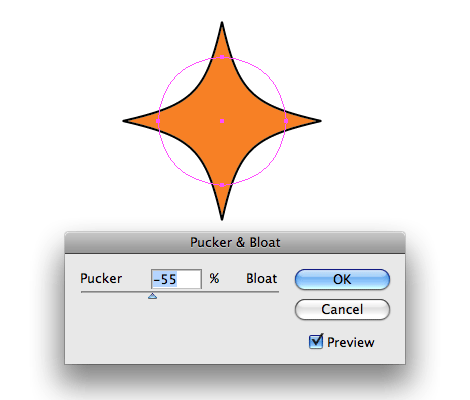 Pucker & Bloat
Pucker -55 % Bloat
OK
Cancel
Preview